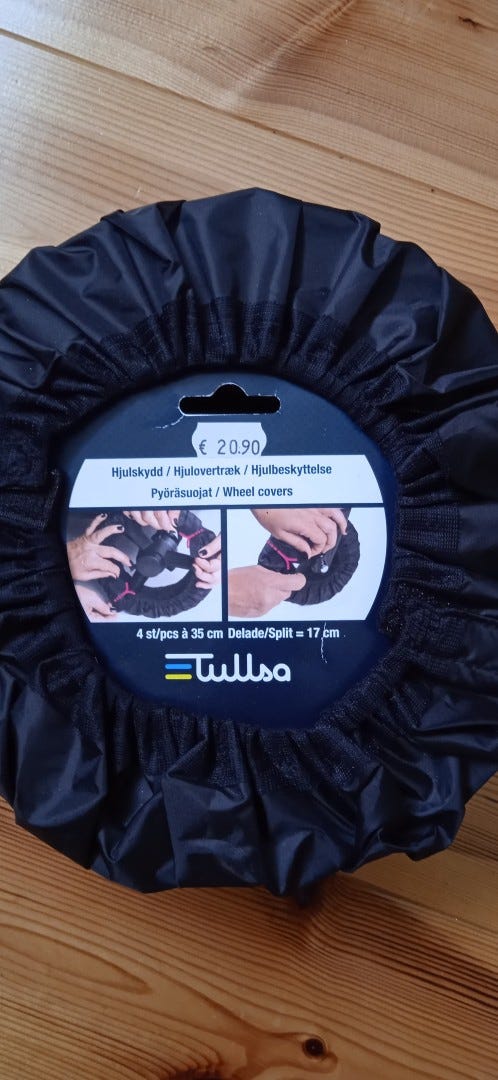 € 20.90
Hjulskydd / Hjulovertræk / Hjulbeskyttelse
Pyöräsuojat / Wheel covers
4 st/pcs à 35 cm Delade/Split = 17 cm
Tullsa